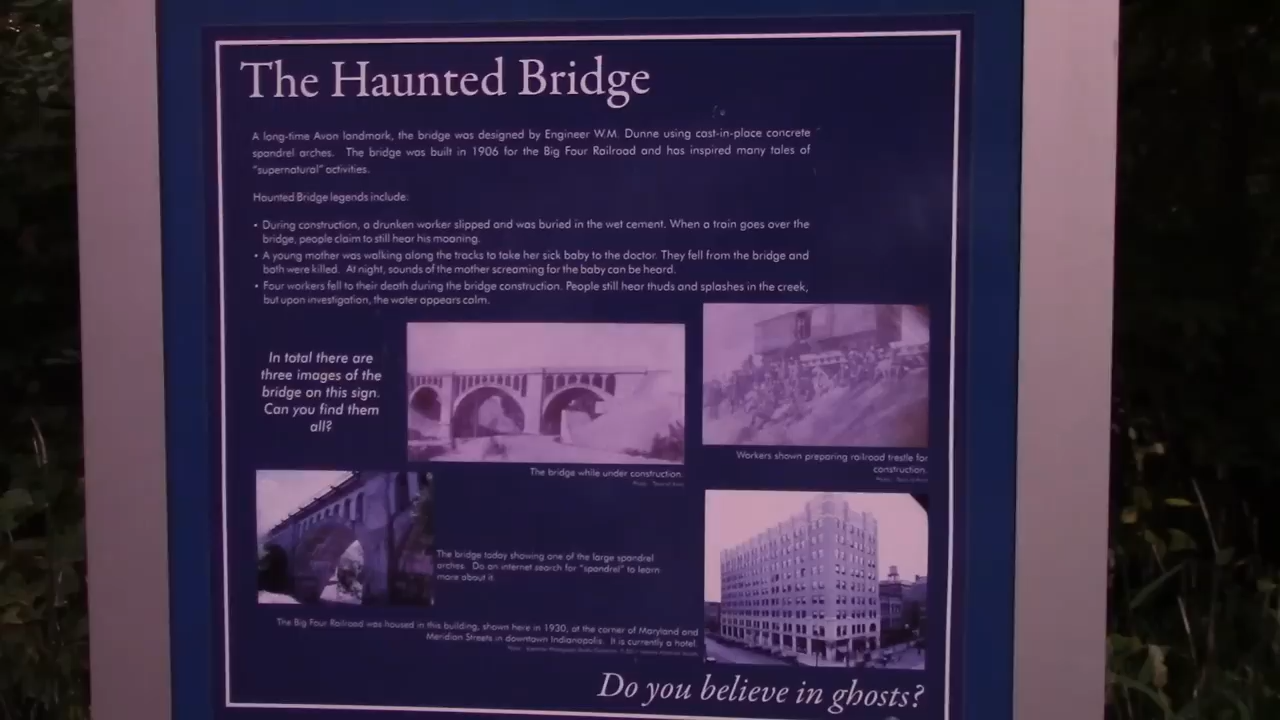 The Haunted Bridge
A long-time Avon landmark, the bridge was designed by Engineer W.M. Dunne using cast-in-place concrete
spandrel arches. The bridge was built in 1906 for the Big Four Railroad and has inspired many tales of
"supernatural" activities.
Haunted Bridge legends include:
• During construction, a drunken worker slipped and was buried in the wet cement. When a train goes over the
bridge, people claim to still hear his moaning.
• A young mother was walking along the tracks to take her sick baby to the doctor. They fell from the bridge and
both were killed. At night, sounds of the mother screaming for the baby can be heard.
• Four workers fell to their death during the bridge construction. People still hear thuds and splashes in the creek,
but upon investigation, the water appears calm.
In total there are
three images of the
bridge on this sign.
Can you find them
all?
The bridge while under construction.
Workers shown preparing railroad trestle for
construction.
The bridge today showing one of the large spandrel
arches. Do an internet search for "spandrel" to learn
more about it.
The Big Four Railroad was housed in this building, shown here in 1930, at the corner of Maryland and
Meridian Streets in downtown Indianapolis. It is currently a hotel.
Do you believe in ghosts?